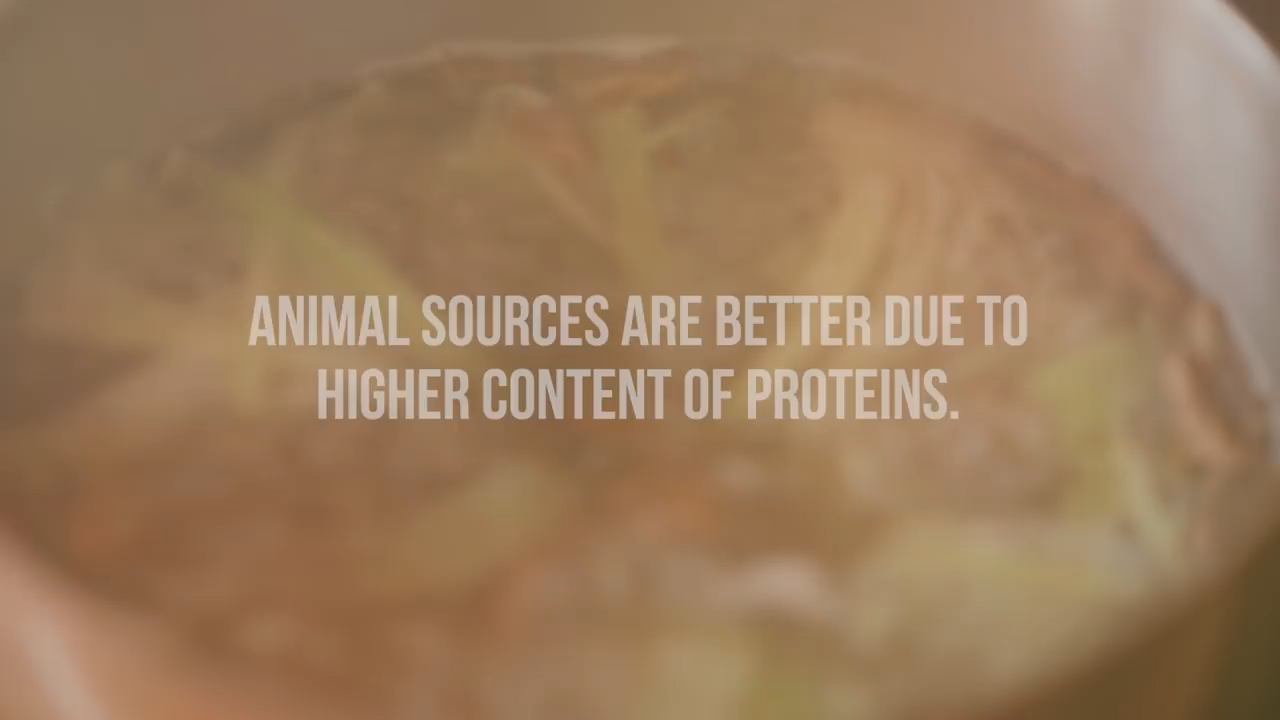 ANIMAL SOURCES ARE BETTER DUE TO
HIGHER CONTENT OF PROTEINS.